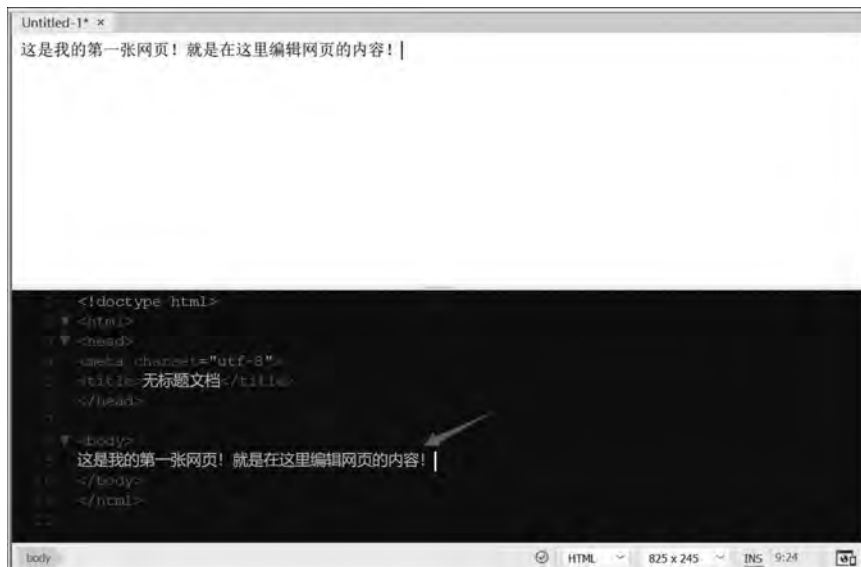 Untitled-1* ×
这是我的第一张网页！就是在这里编辑网页的内容！
<!doctype html>
<html>
<head>
<meta charset="utf-8">
<title>无标题文档</title>
</head>
<body>
这是我的第一张网页！就是在这里编辑网页的内容！
</body>
</html>
body HTML 825 x 245 INS 9:24